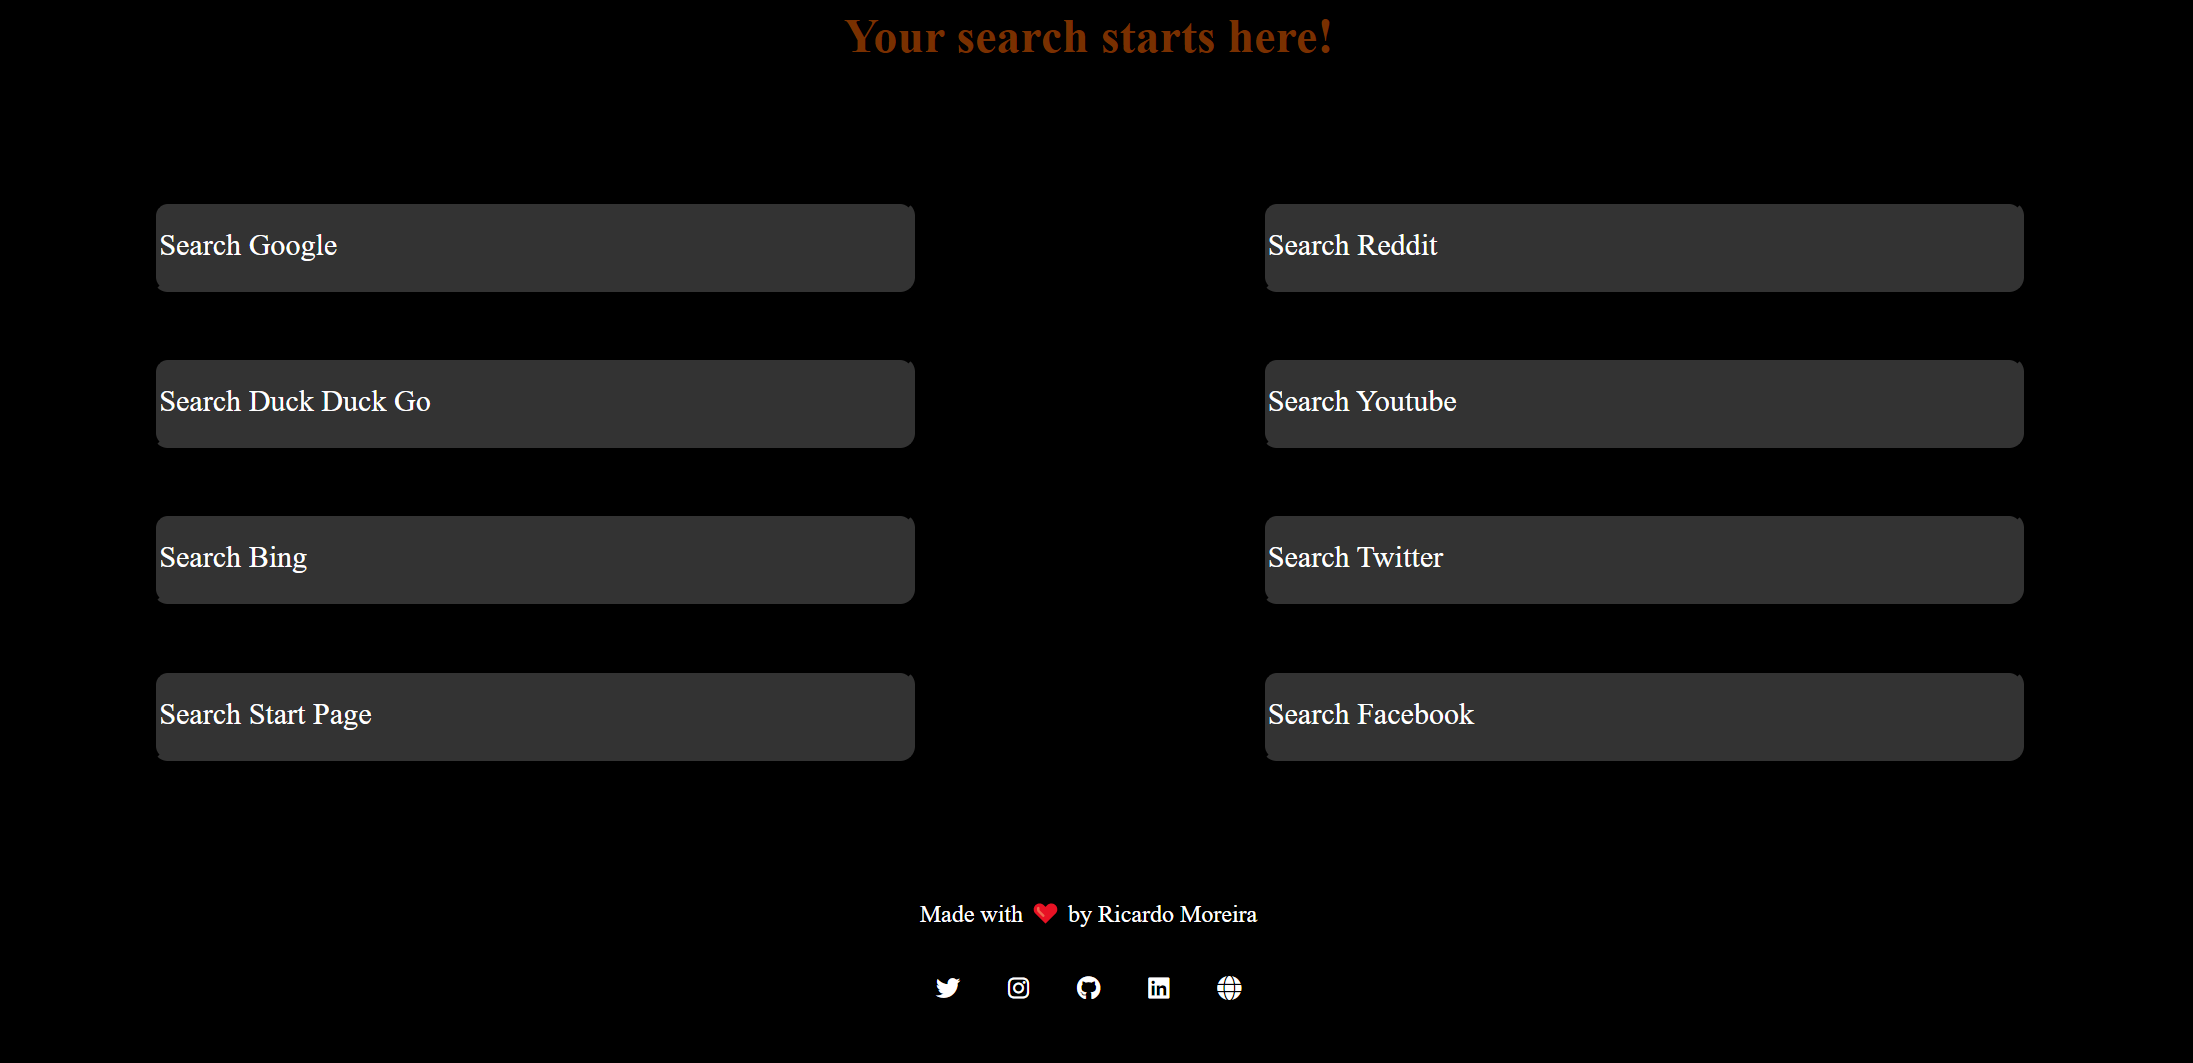 Your search starts here!
Search Google
Search Reddit
Search Duck Duck Go
Search Youtube
Search Bing
Search Twitter
Search Start Page
Search Facebook
Made with ❤️ by Ricardo Moreira